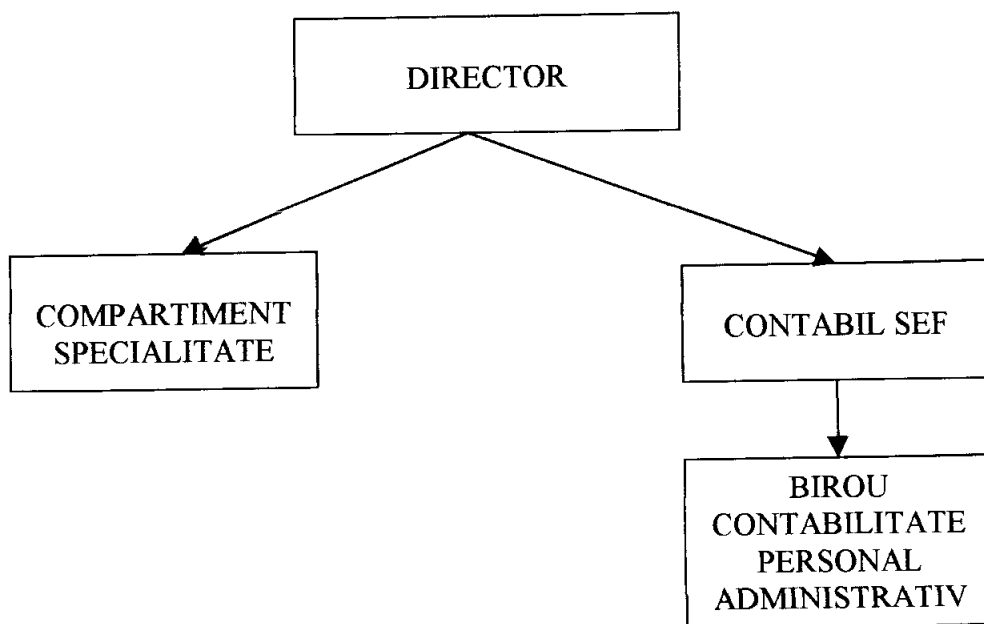 DIRECTOR
COMPARTIMENT
SPECIALITATE
CONTABIL SEF
BIROU
CONTABILITATE
PERSONAL
ADMINISTRATIV